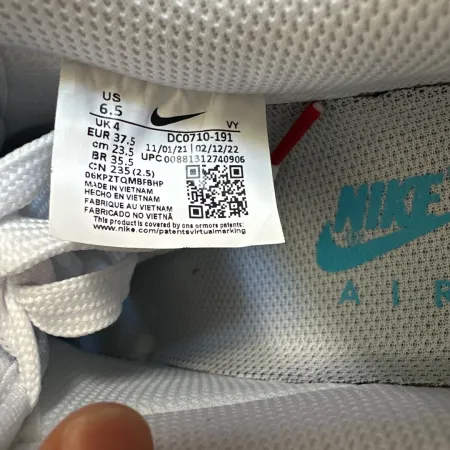 US
6.5
UK 4 VY
EUR 37.5 DC0710-191
cm 23.5 11/01/21 02/12/22
BR 35.5 UPC 00881312740906
CN 235 (2.5)
06KPZTQMBFBHP
MADE IN VIETNAM
HECHO EN VIETNAM
FABRIQUE AU VIETNAM
FABRICADO NO VIETNÃ
This product is covered by one or more patents:
www.nike.com/patentsvirtualmarking
NIKE
AIR